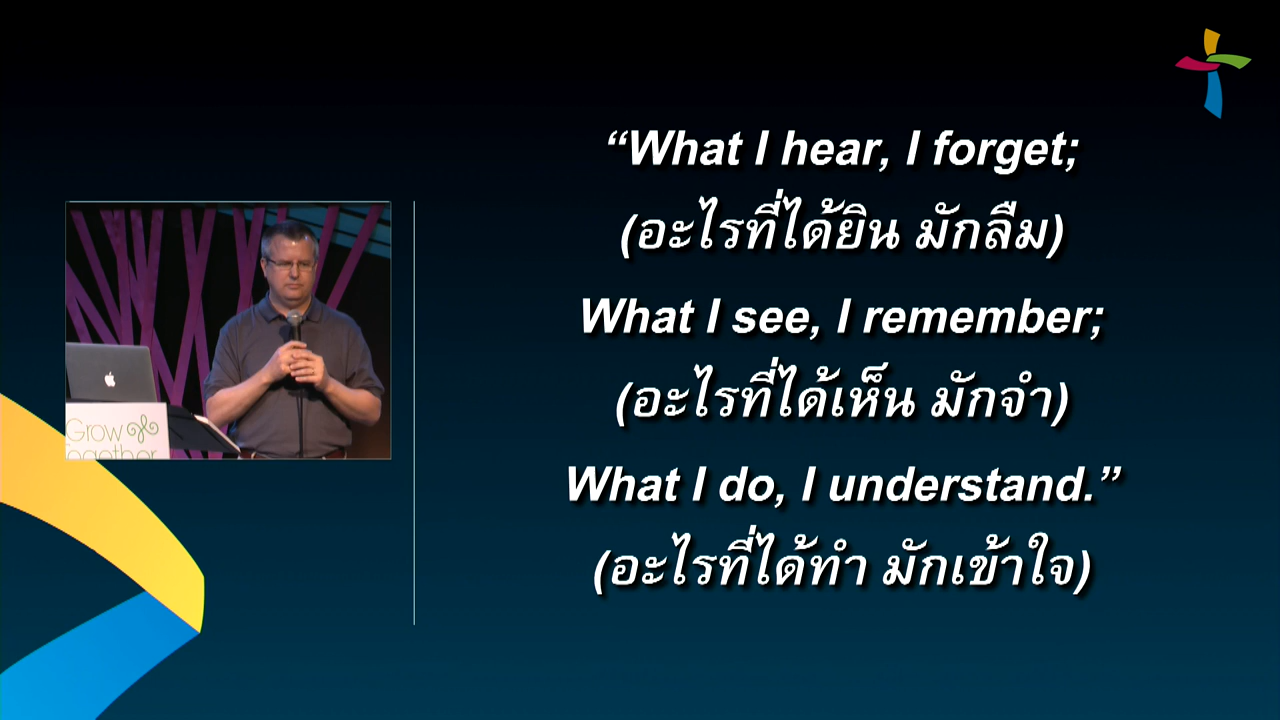 Grow
Together
“What I hear, I forget;
(อะไรที่ได้ยิน มักลืม)
What I see, I remember;
(อะไรที่ได้เห็น มักจำ)
What I do, I understand.”
(อะไรที่ได้ทำ มักเข้าใจ)